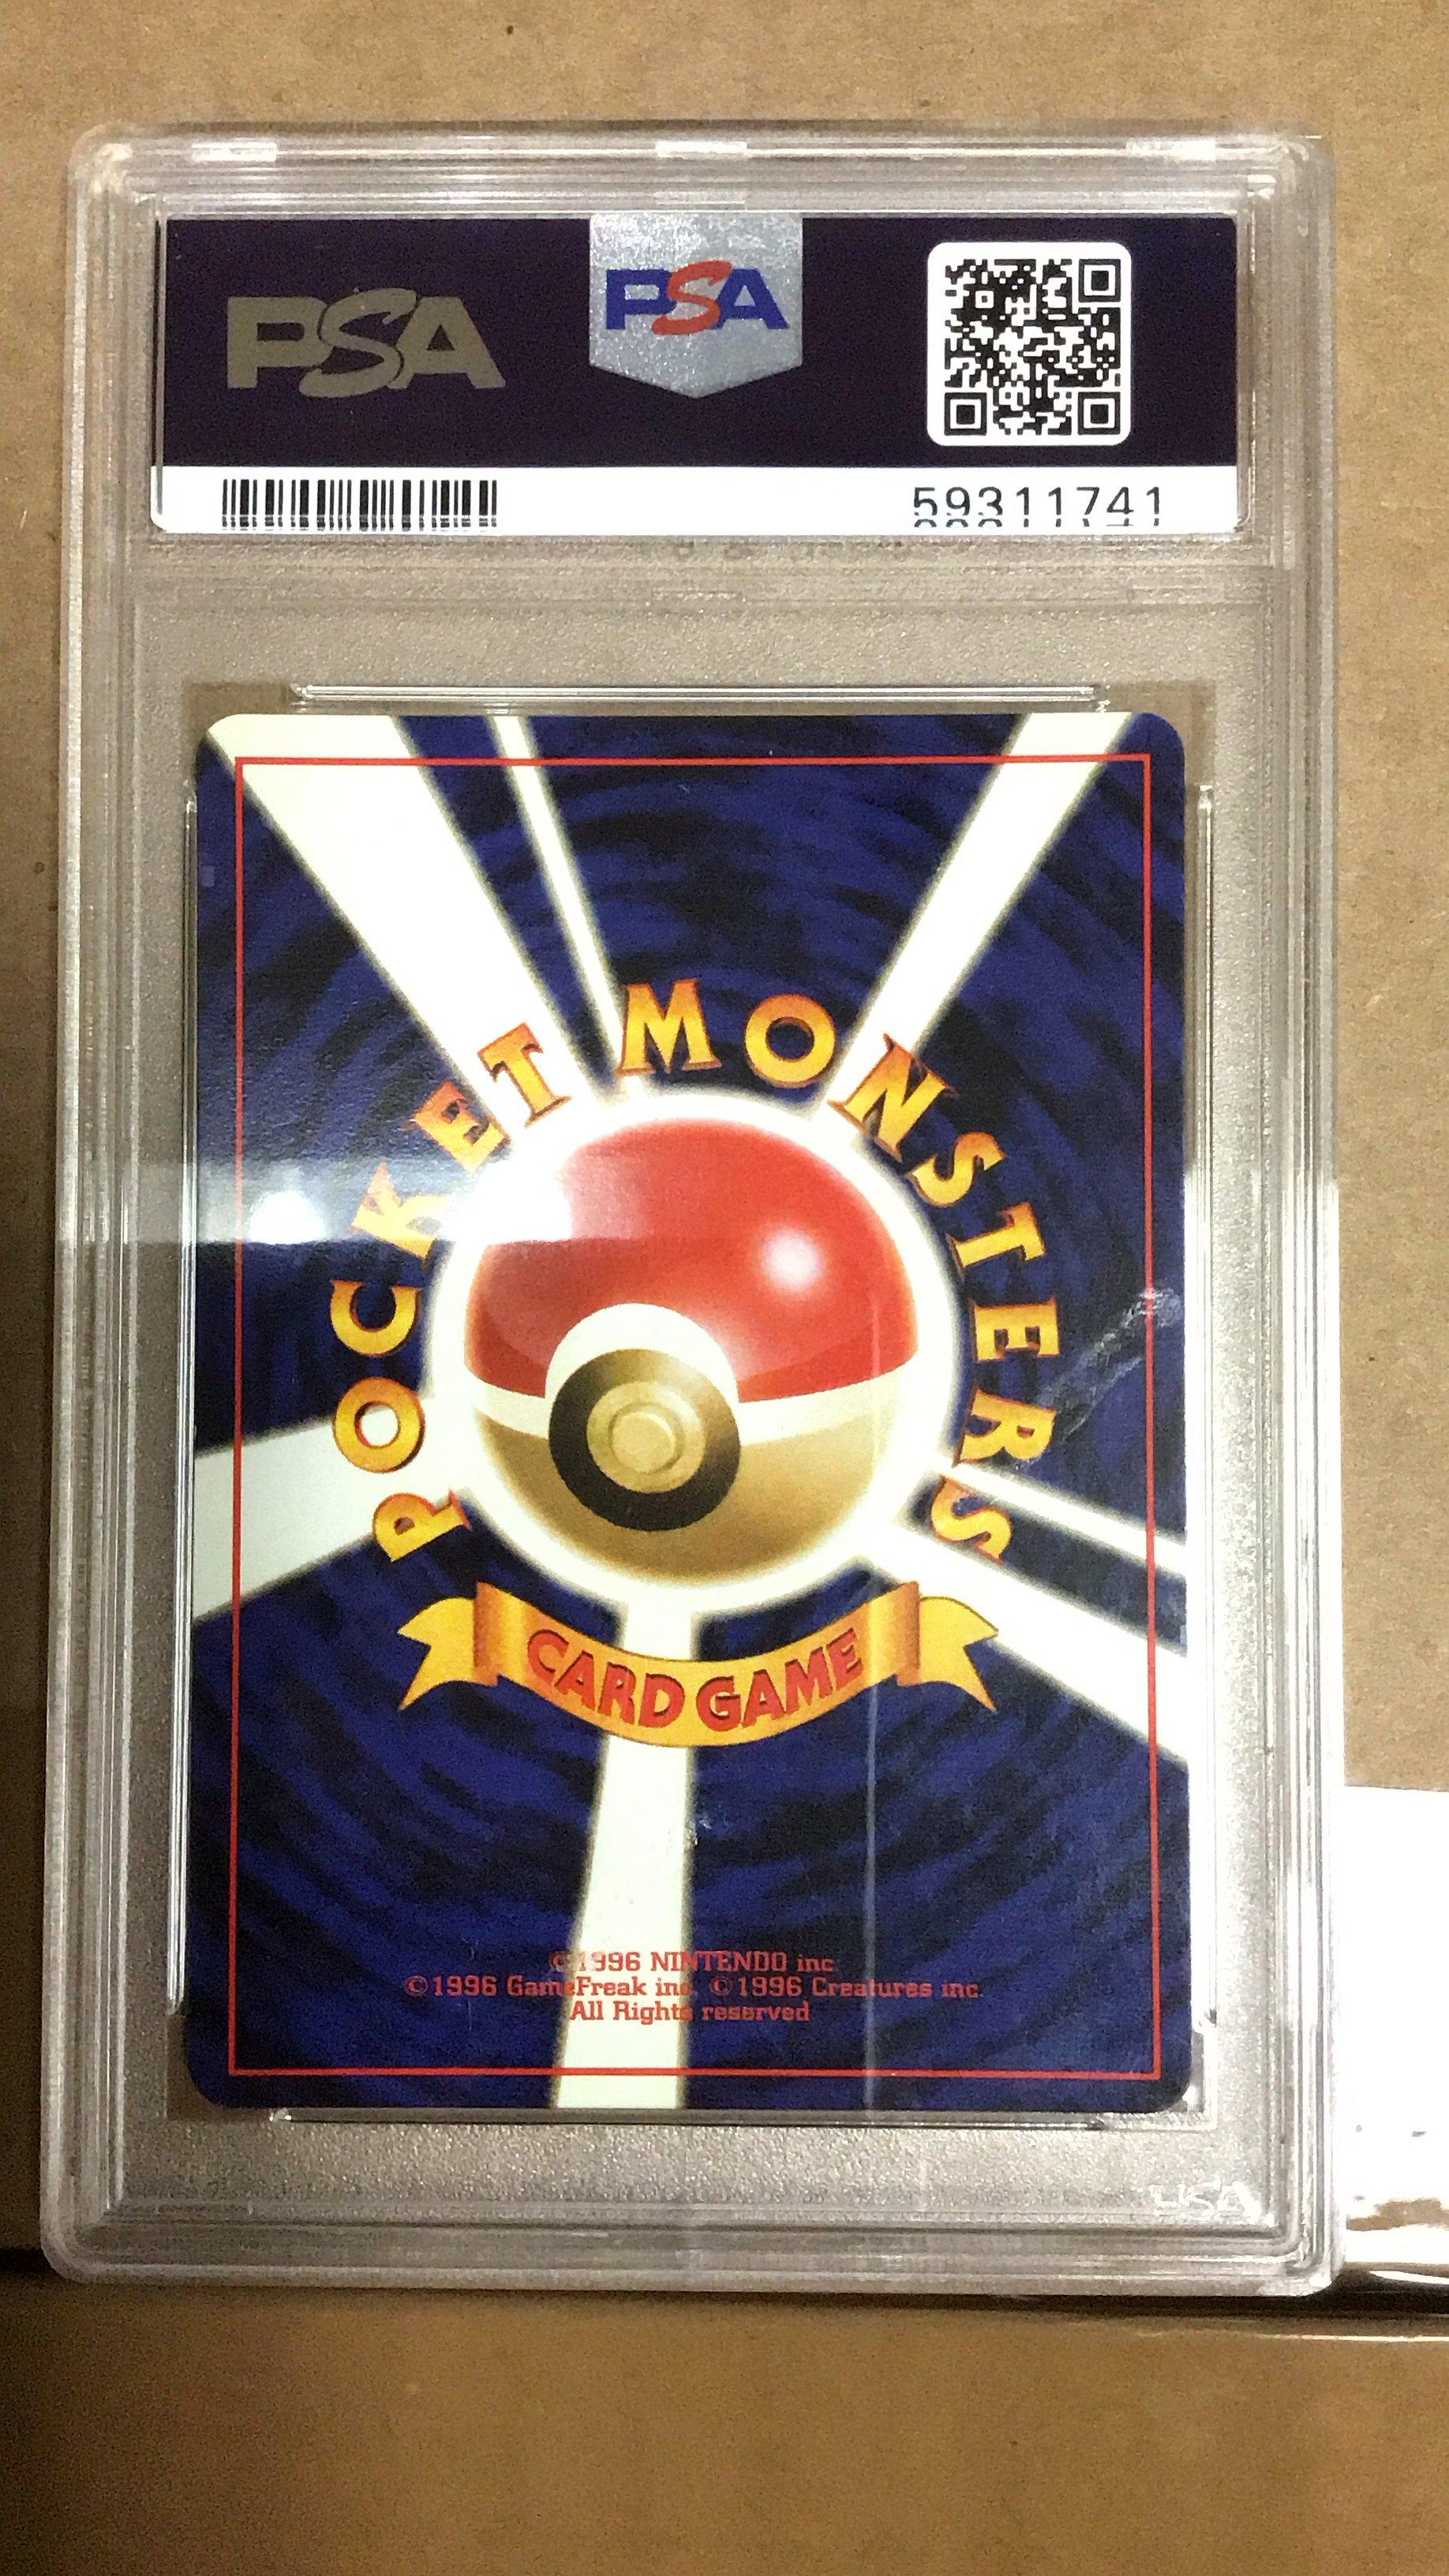 PSA
PSA
59311741
POCKET MONSTERS
CARD GAME
©1996 NINTENDO inc
©1996 GameFreak inc. ©1996 Creatures inc.
All Rights reserved
USA